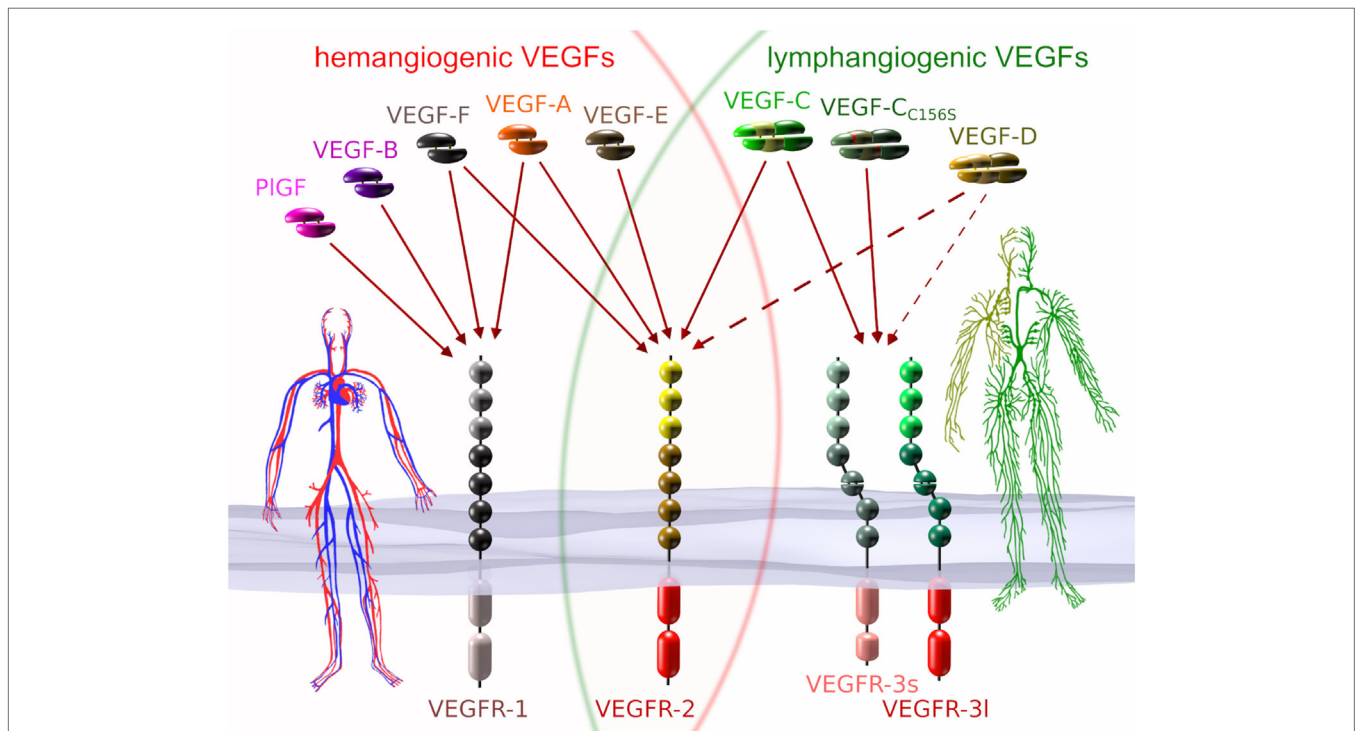 hemangiogenic VEGFs
lymphangiogenic VEGFs
VEGF-F
VEGF-A
VEGF-E
VEGF-C
VEGF-C_C156S
VEGF-D
VEGF-B
PlGF
VEGFR-1
VEGFR-2
VEGFR-3s
VEGFR-3l